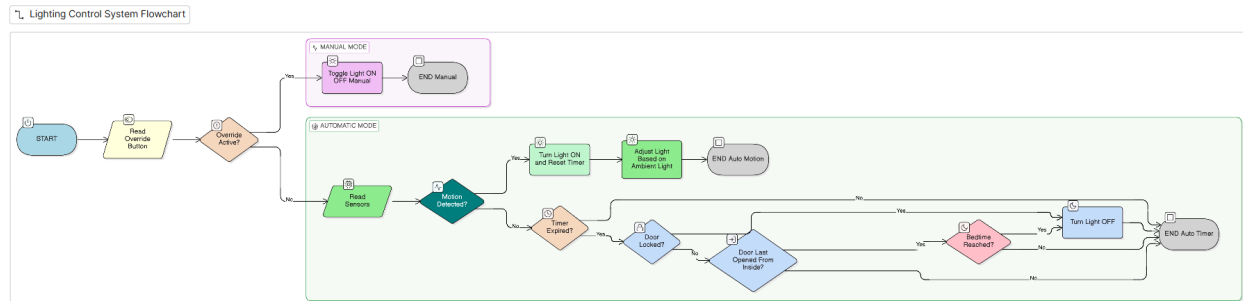 Lighting Control System Flowchart
MANUAL MODE
Toggle Light ON
OFF Manual
END Manual
Yes
START
Read
Override
Button
Override
Active?
No
AUTOMATIC MODE
Read
Sensors
Motion
Detected?
Yes
Turn Light ON
and Reset Timer
Adjust Light
Based on
Ambient Light
END Auto Motion
No
Timer
Expired?
No
Yes
Door
Locked?
Yes
No
Door Last
Opened From
Inside?
Yes
No
Bedtime
Reached?
Yes
No
Turn Light OFF
END Auto Timer